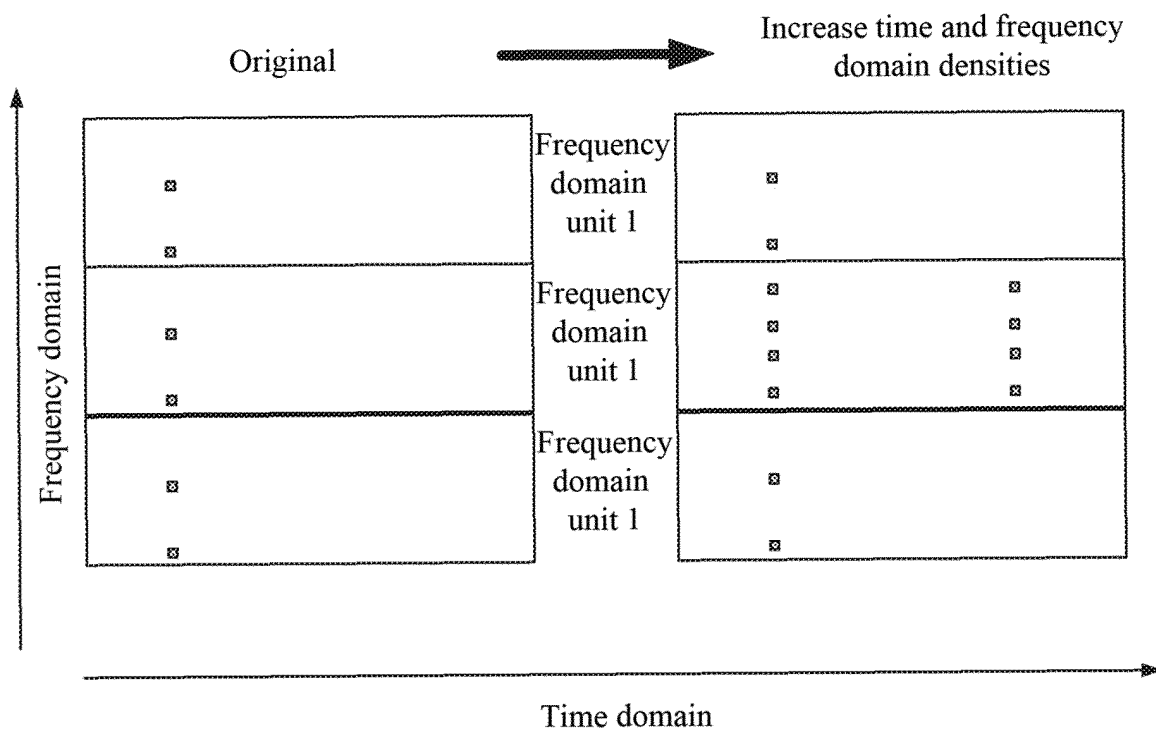 Original
Increase time and frequency
domain densities
Frequency
domain
unit 1
Frequency
domain
unit 1
Frequency
domain
unit 1
Frequency domain
Time domain